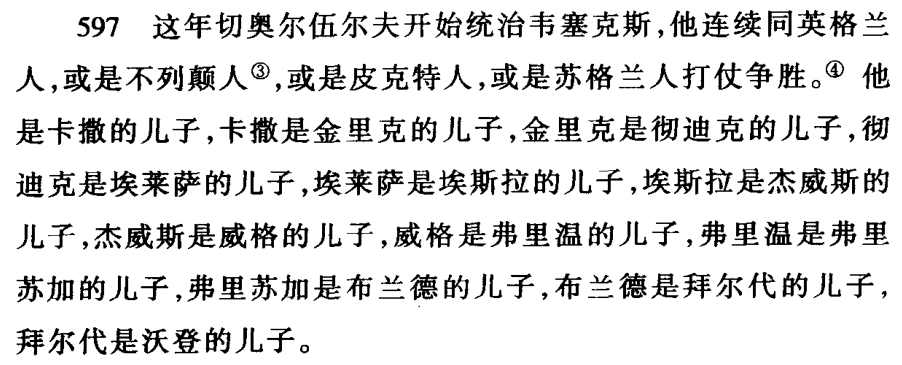 597 这年切奥尔伍尔夫开始统治韦塞克斯,他连续同英格兰
人,或是不列颠人③,或是皮克特人,或是苏格兰人打仗争胜。④ 他
是卡撒的儿子,卡撒是金里克的儿子,金里克是彻迪克的儿子,彻
迪克是埃莱萨的儿子,埃莱萨是埃斯拉的儿子,埃斯拉是杰威斯的
儿子,杰威斯是威格的儿子,威格是弗里温的儿子,弗里温是弗里
苏加的儿子,弗里苏加是布兰德的儿子,布兰德是拜尔代的儿子,
拜尔代是沃登的儿子。